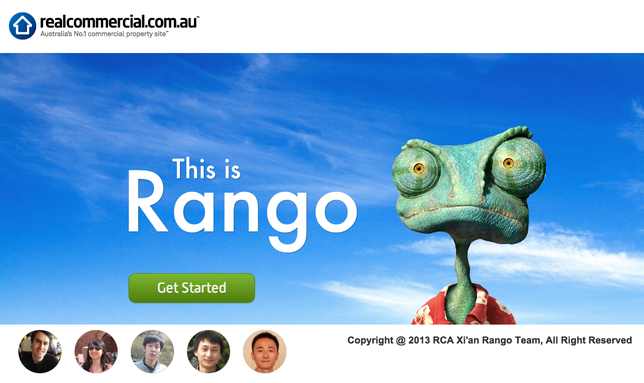 realcommercial.com.au™
Australia's No.1 commercial property site™
This is
Rango
Get Started
Copyright @ 2013 RCA Xi'an Rango Team, All Right Reserved